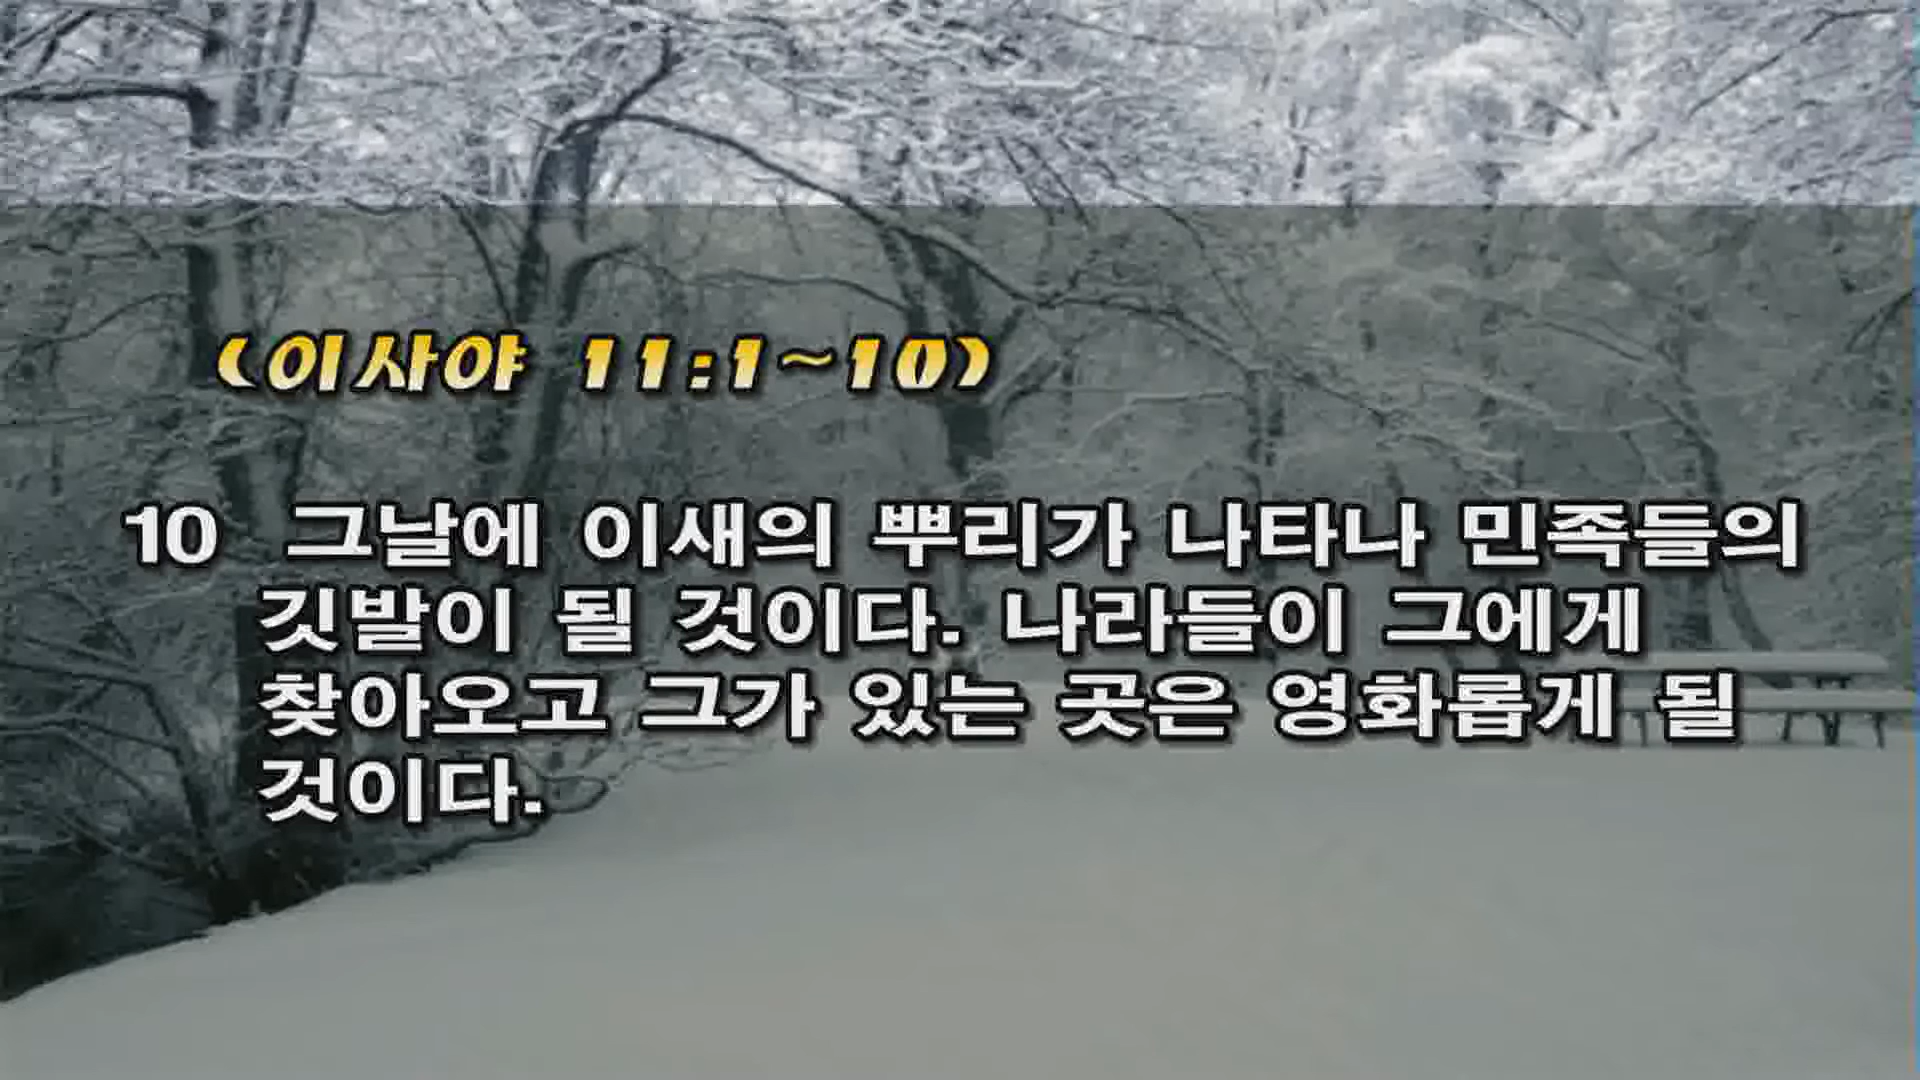 (이사야 11:1~10)
10 그날에 이새의 뿌리가 나타나 민족들의
깃발이 될 것이다. 나라들이 그에게
찾아오고 그가 있는 곳은 영화롭게 될
것이다.